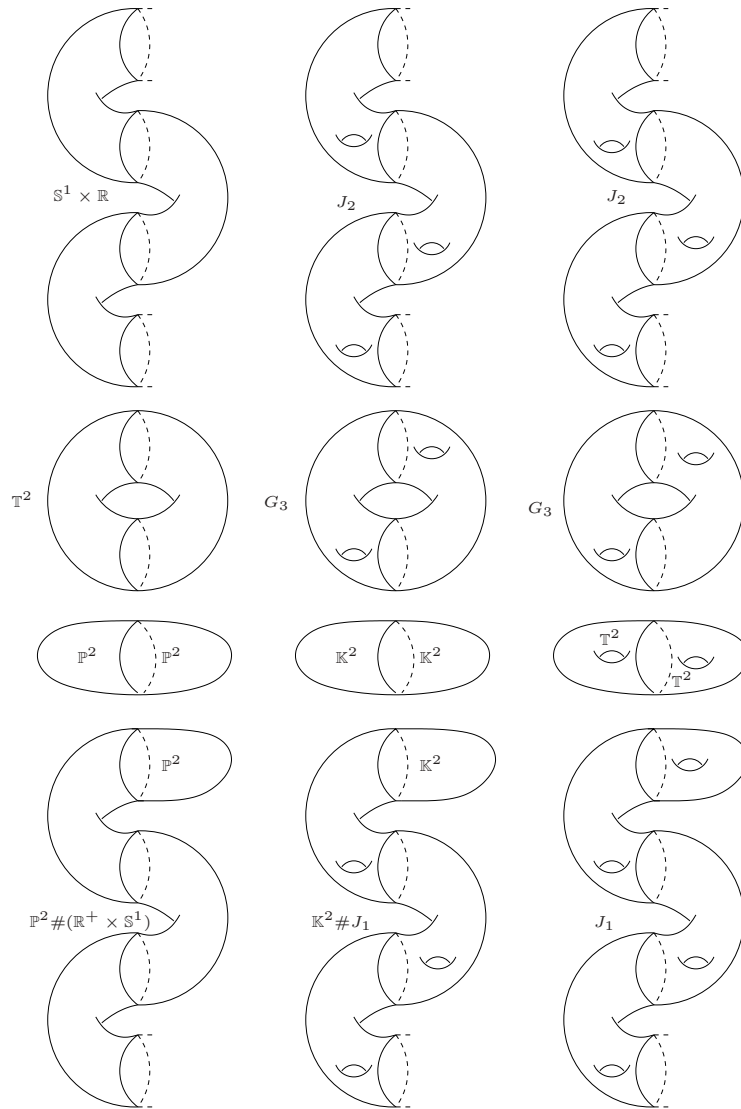 𝕊¹ × ℝ
J₂
J₂
𝕋²
G₃
G₃
ℙ² ℙ²
𝕂² 𝕂²
𝕋²
𝕋²
ℙ²
𝕂²
ℙ²#(ℝ⁺ × 𝕊¹)
𝕂²#J₁
J₁